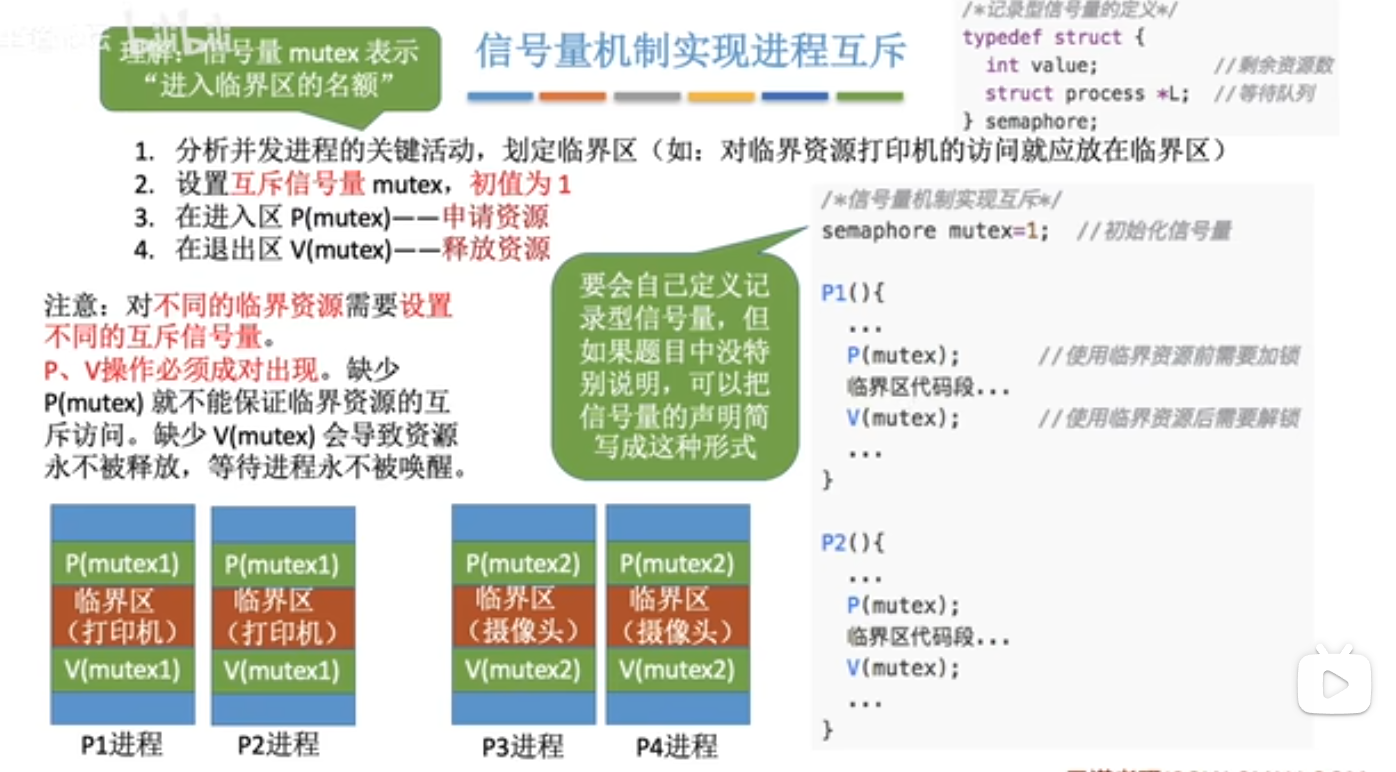 bilibili
理解：信号量 mutex 表示
“进入临界区的名额”
信号量机制实现进程互斥
/*记录型信号量的定义*/
typedef struct {
int value; //剩余资源数
struct process *L; //等待队列
} semaphore;
1. 分析并发进程的关键活动，划定临界区（如：对临界资源打印机的访问就应放在临界区）
2. 设置互斥信号量 mutex，初值为 1
3. 在进入区 P(mutex)——申请资源
4. 在退出区 V(mutex)——释放资源
注意：对不同的临界资源需要设置
不同的互斥信号量。
P、V操作必须成对出现。缺少
P(mutex) 就不能保证临界资源的互
斥访问。缺少 V(mutex) 会导致资源
永不被释放，等待进程永不被唤醒。
要会自己定义记
录型信号量，但
如果题目中没特
别说明，可以把
信号量的声明简
写成这种形式
/*信号量机制实现互斥*/
semaphore mutex=1; //初始化信号量
P1(){
...
P(mutex); //使用临界资源前需要加锁
临界区代码段...
V(mutex); //使用临界资源后需要解锁
...
}
P2(){
...
P(mutex);
临界区代码段...
V(mutex);
...
}
P(mutex1)
临界区
（打印机）
V(mutex1)
P1进程
P(mutex1)
临界区
（打印机）
V(mutex1)
P2进程
P(mutex2)
临界区
（摄像头）
V(mutex2)
P3进程
P(mutex2)
临界区
（摄像头）
V(mutex2)
P4进程